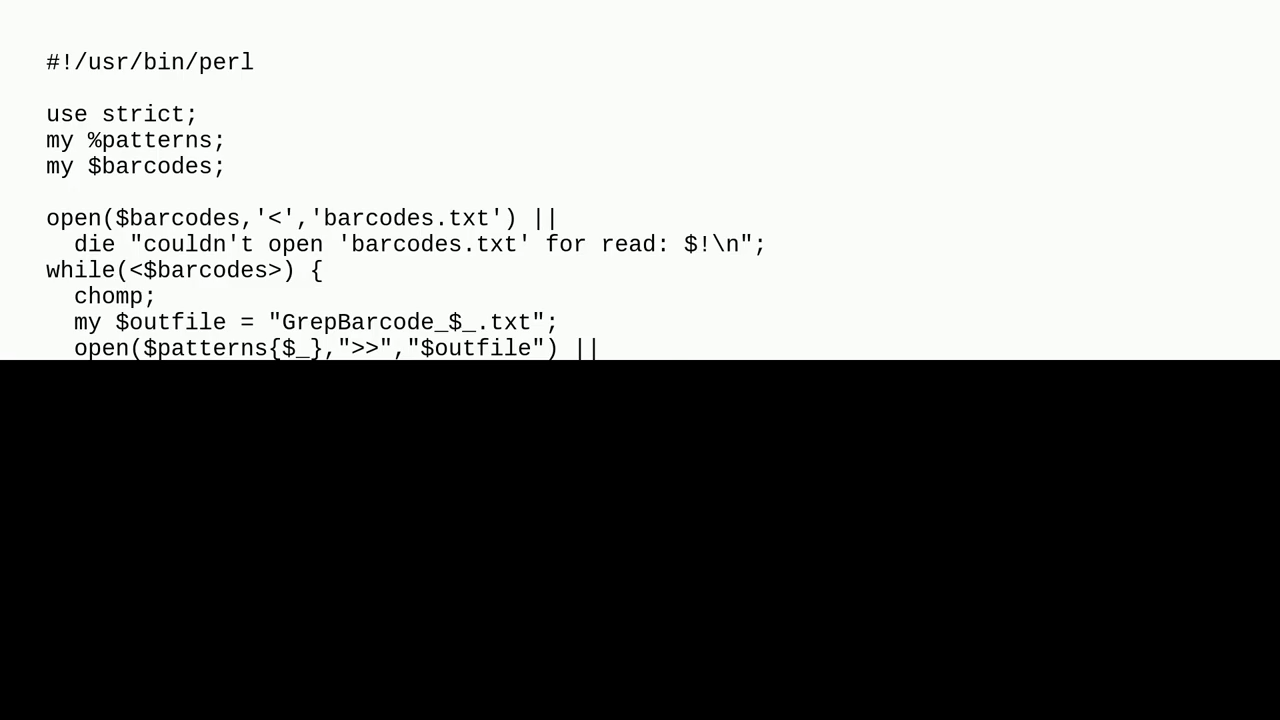 #!/usr/bin/perl

use strict;
my %patterns;
my $barcodes;

open($barcodes,'<','barcodes.txt') ||
  die "couldn't open 'barcodes.txt' for read: $!\n";
while(<$barcodes>) {
  chomp;
  my $outfile = "GrepBarcode_$_.txt";
  open($patterns{$_},">>","$outfile") ||